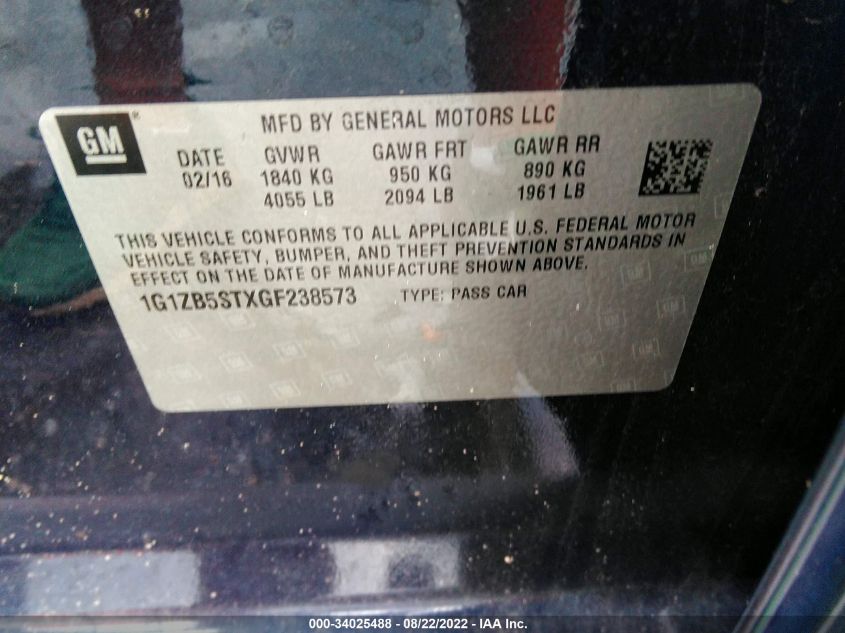 GM ®
MFD BY GENERAL MOTORS LLC
DATE GVWR GAWR FRT GAWR RR
02/16 1840 KG 950 KG 890 KG
4055 LB 2094 LB 1961 LB
THIS VEHICLE CONFORMS TO ALL APPLICABLE U.S. FEDERAL MOTOR
VEHICLE SAFETY, BUMPER, AND THEFT PREVENTION STANDARDS IN
EFFECT ON THE DATE OF MANUFACTURE SHOWN ABOVE.
1G1ZB5STXGF238573 TYPE: PASS CAR
000-34025488 - 08/22/2022 - IAA Inc.